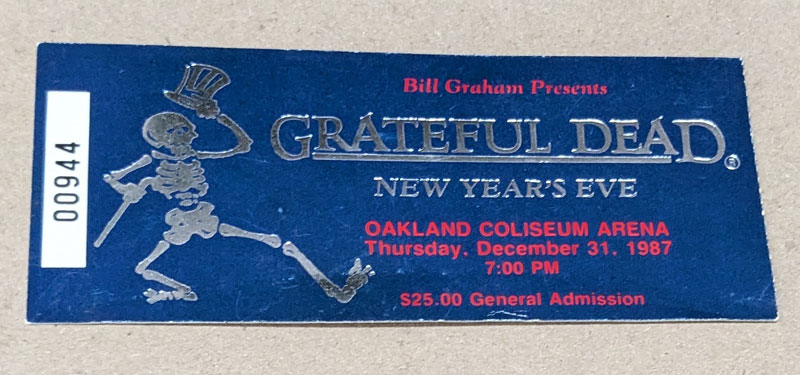 00944
Bill Graham Presents
GRATEFUL DEAD®
NEW YEAR'S EVE
OAKLAND COLISEUM ARENA
Thursday, December 31, 1987
7:00 PM
$25.00 General Admission